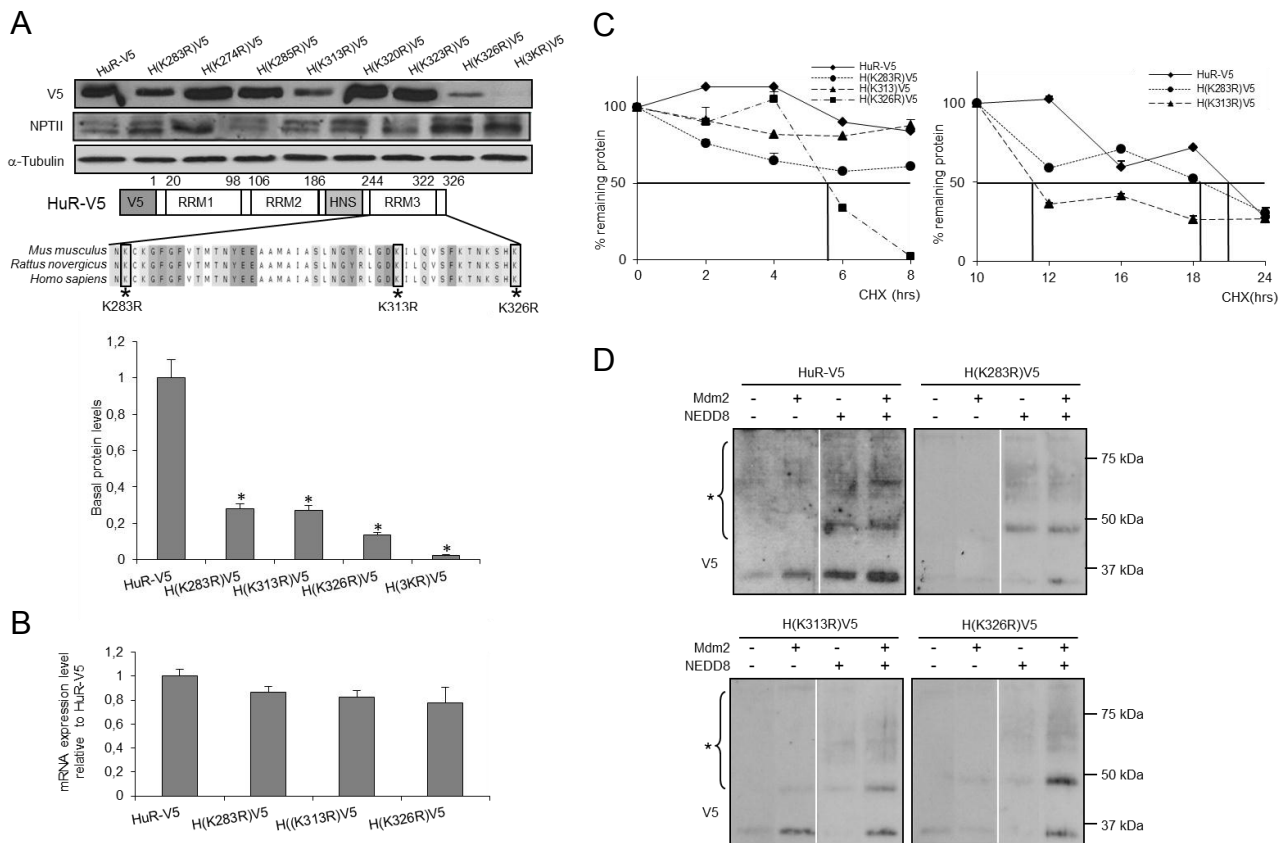 A
HuR-V5 H(K283R)V5 H(K274R)V5 H(K285R)V5 H(K313R)V5 H(K320R)V5 H(K323R)V5 H(K326R)V5 H(3KR)V5
V5
NPTII
α-Tubulin
1 20 98 106 186 244 322 326
HuR-V5 V5 RRM1 RRM2 HNS RRM3
Mus musculus N K C K G F G F V T M T N Y E E A A M A I A S L N G Y R L G D K I L Q V S F K T N K S H K
Rattus novergicus N K C K G F G F V T M T N Y E E A A M A I A S L N G Y R L G D K I L Q V S F K T N K S H K
Homo sapiens N K C K G F G F V T M T N Y E E A A M A I A S L N G Y R L G D K I L Q V S F K T N K S H K
* * *
K283R K313R K326R
Basal protein levels
1,2
1
0,8
0,6
0,4
0,2
0
* * * *
HuR-V5 H(K283R)V5 H(K313R)V5 H(K326R)V5 H(3KR)V5
B
mRNA expression level
relative to HuR-V5
1,2
1
0,8
0,6
0,4
0,2
0
HuR-V5 H(K283R)V5 H((K313R)V5 H(K326R)V5
C
HuR-V5
H(K283R)V5
H(K313)V5
H(K326R)V5
% remaining protein
100
50
0
0 2 4 6 8
CHX (hrs)
HuR-V5
H(K283R)V5
H(K313R)V5
% remaining protein
100
50
0
10 12 16 18 24
CHX(hrs)
D
HuR-V5 H(K283R)V5
Mdm2 - + - + - + - +
NEDD8 - - + + - - + +
75 kDa
*
50 kDa
V5
37 kDa
H(K313R)V5 H(K326R)V5
Mdm2 - + - + - + - +
NEDD8 - - + + - - + +
75 kDa
*
50 kDa
V5
37 kDa